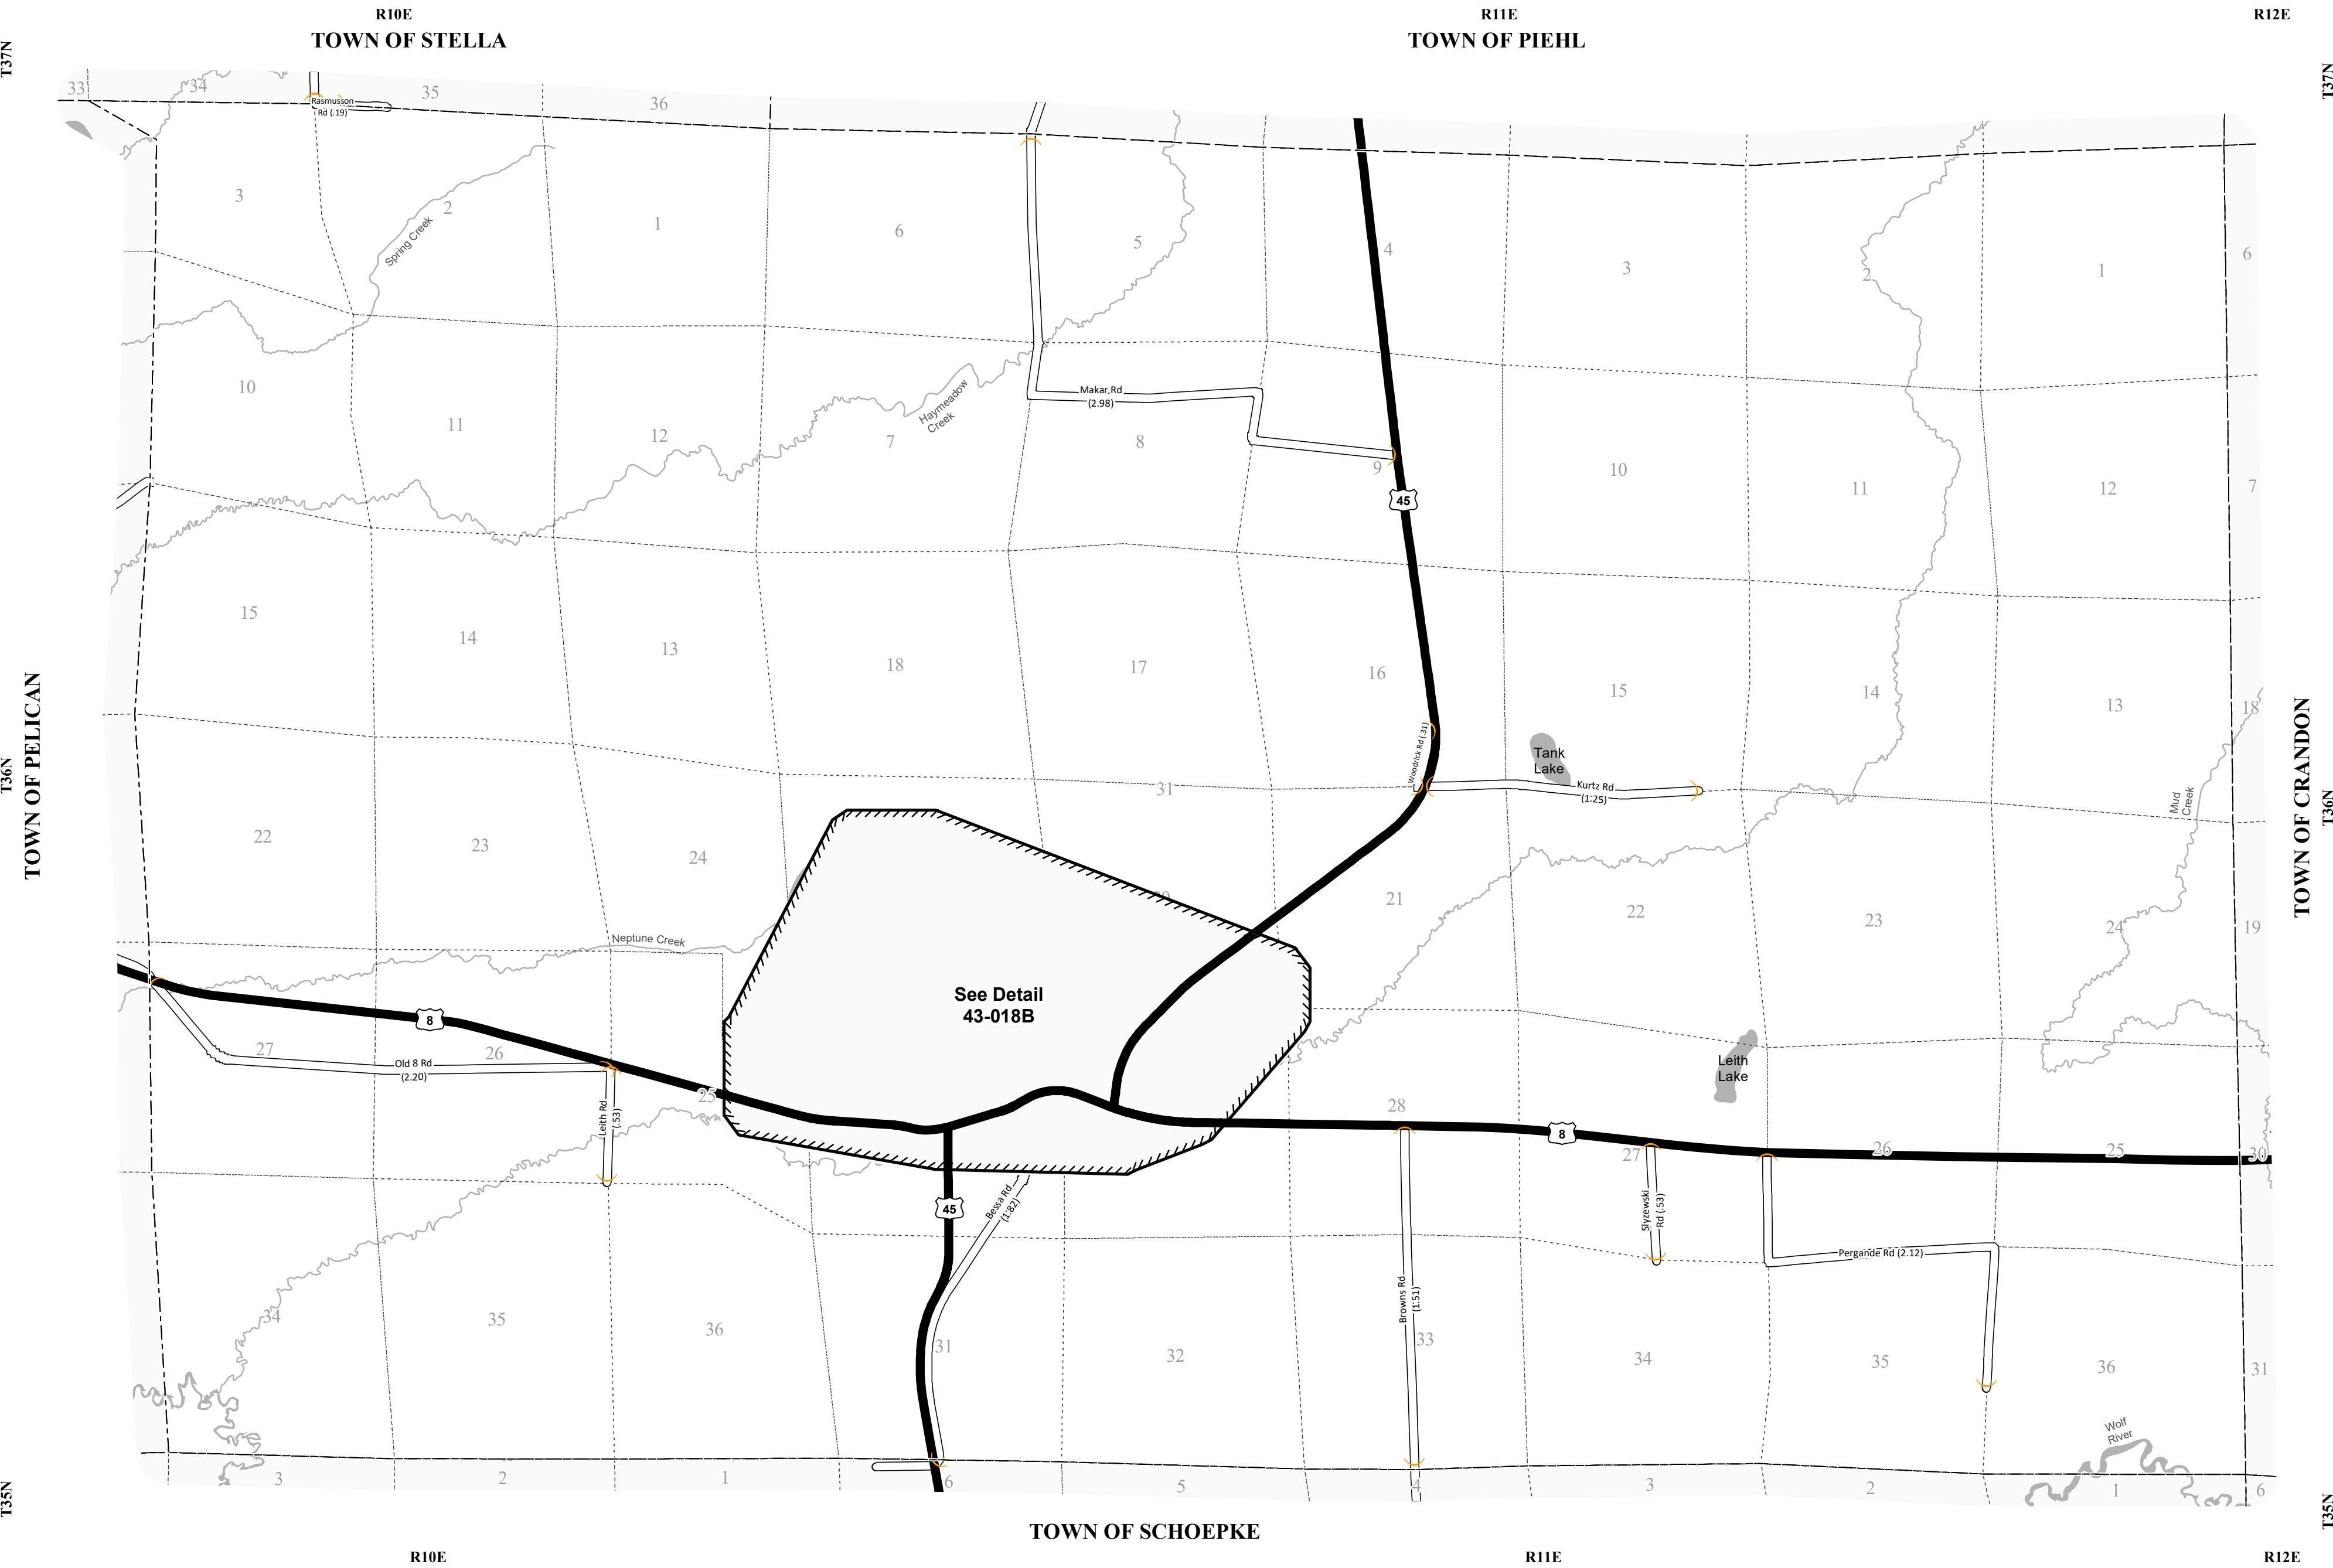 R10E
R11E
R12E
TOWN OF STELLA
TOWN OF PIEHL
T37N
T37N
33
34
35
36
Rasmusson
Rd (.19)
3
2
1
6
5
4
3
2
1
6
Spring Creek
10
11
12
7
8
9
10
11
12
7
Haymeadow
Creek
Makar Rd
(2.98)
45
15
14
13
18
17
16
15
14
13
18
Woodrick Rd (.31)
Tank
Lake
31
Kurtz Rd
(1.25)
TOWN OF PELICAN
T36N
TOWN OF CRANDON
T36N
Mud
Creek
22
23
24
21
22
23
24
19
Neptune Creek
See Detail
43-018B
8
27
26
25
Old 8 Rd
(2.20)
Leith Rd
(.53)
Leith
Lake
28
8
27
26
25
30
45
Bessa Rd
(1.82)
Slyzewski
Rd (.53)
Pergande Rd (2.12)
Browns Rd
(1.51)
34
35
36
31
32
33
34
35
36
31
Wolf
River
3
2
1
6
5
4
3
2
1
6
T35N
T35N
TOWN OF SCHOEPKE
R10E
R11E
R12E